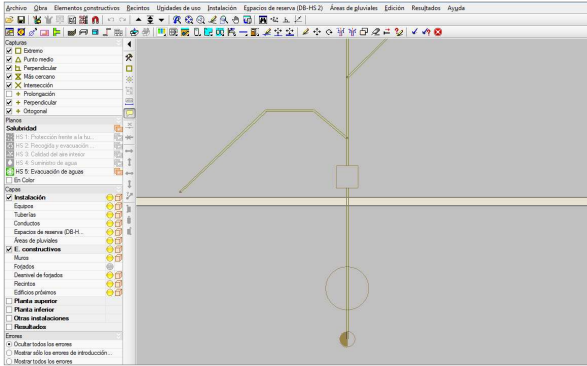 Archivo Obra Elementos constructivos Recintos Unidades de uso Instalación Espacios de reserva (DB-HS 2) Áreas de pluviales Edición Resultados Ayuda
Capturas
Extremo
Punto medio
Perpendicular
Más cercano
Intersección
Prolongación
Perpendicular
Ortogonal
Planos
Salubridad
HS 1: Protección frente a la hu...
HS 2: Recogida y evacuación ...
HS 3: Calidad del aire interior
HS 4: Suministro de agua
HS 5: Evacuación de aguas
En Color
Capas
Instalación
Equipos
Tuberías
Conductos
Espacios de reserva (DB-H...
Áreas de pluviales
E. constructivos
Muros
Forjados
Desnivel de forjados
Recintos
Edificios próximos
Planta superior
Planta inferior
Otras instalaciones
Resultados
Errores
Ocultar todos los errores
Mostrar sólo los errores de introducción...
Mostrar todos los errores